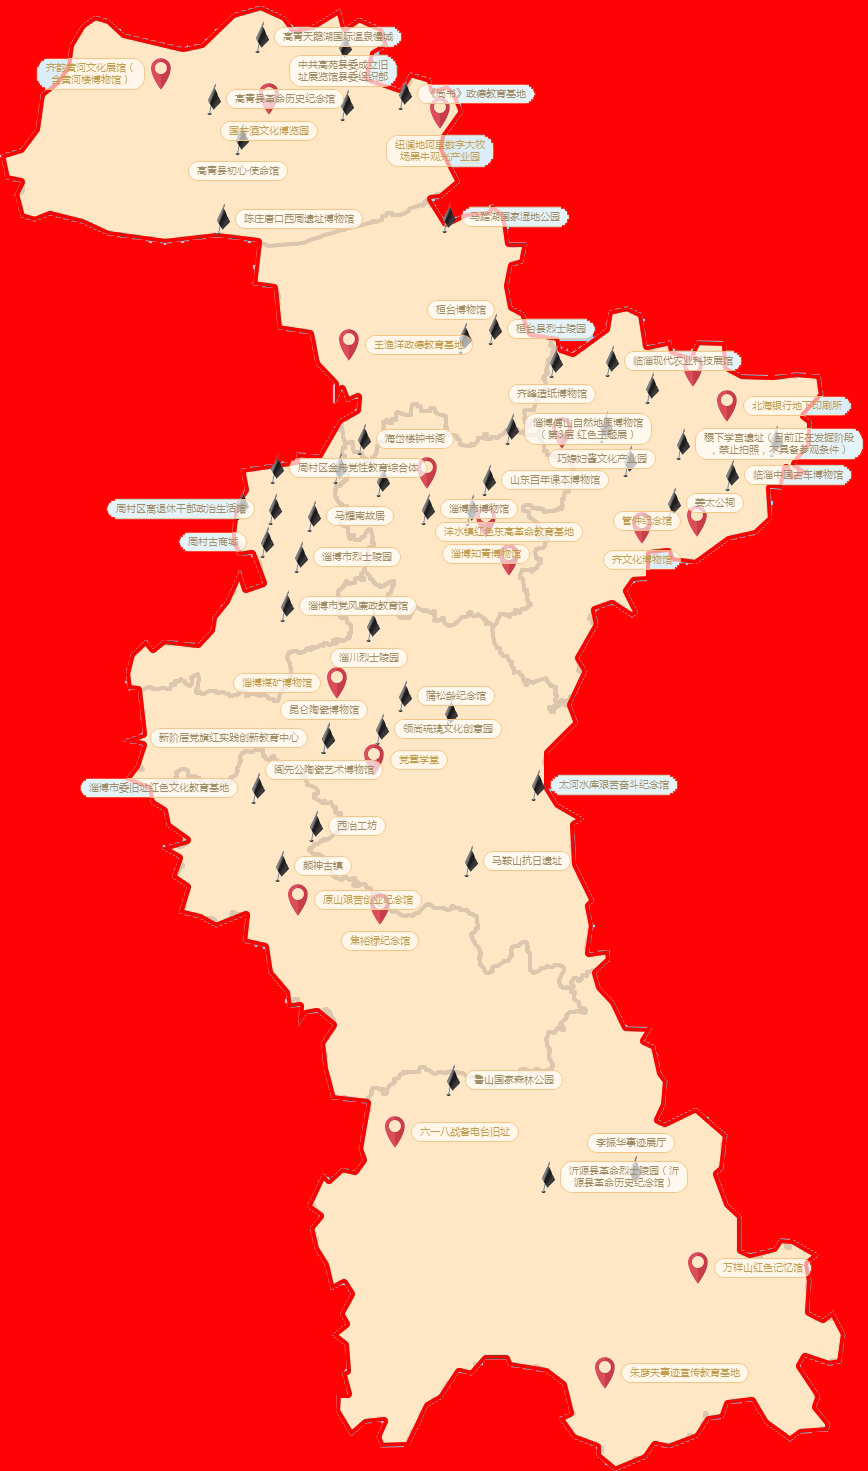 高青天鹅湖国际温泉慢城
中共高苑县委成立旧
址展览馆县委组织部
齐韵黄河文化展馆（
含黄河楼博物馆）
高青县革命历史纪念馆
《尚书》政德教育基地
国井酒文化博览园
纽澜地阿里数字大牧
场黑牛观光产业园
高青县初心·使命馆
陈庄唐口西周遗址博物馆
马踏湖国家湿地公园
桓台博物馆
桓台县烈士陵园
王渔洋政德教育基地
临淄现代农业科技展馆
齐峰造纸博物馆
北海银行地下印刷所
淄博傅山自然地质博物馆
（第3层 红色主题展）
稷下学宫遗址（目前正在发掘阶段
，禁止拍照，不具备参观条件）
海岱楼钟书阁
巧媳妇酱文化产业园
周村区金舟党性教育综合体
临淄中国古车博物馆
山东百年课本博物馆
姜太公祠
周村区离退休干部政治生活馆
淄博市博物馆
马耀南故居
管仲纪念馆
沣水镇红色东高革命教育基地
周村古商城
淄博知青博物馆
淄博市烈士陵园
齐文化博物馆
淄博市党风廉政教育馆
淄川烈士陵园
淄博煤矿博物馆
蒲松龄纪念馆
昆仑陶瓷博物馆
领尚琉璃文化创意园
新阶层党旗红实践创新教育中心
党童学堂
阎先公陶瓷艺术博物馆
太河水库艰苦奋斗纪念馆
淄博市委旧址红色文化教育基地
西冶工坊
马鞍山抗日遗址
颜神古镇
原山艰苦创业纪念馆
焦裕禄纪念馆
鲁山国家森林公园
六一八战备电台旧址
李振华事迹展厅
沂源县革命烈士陵园（沂
源县革命历史纪念馆）
万祥山红色记忆馆
朱彦夫事迹宣传教育基地